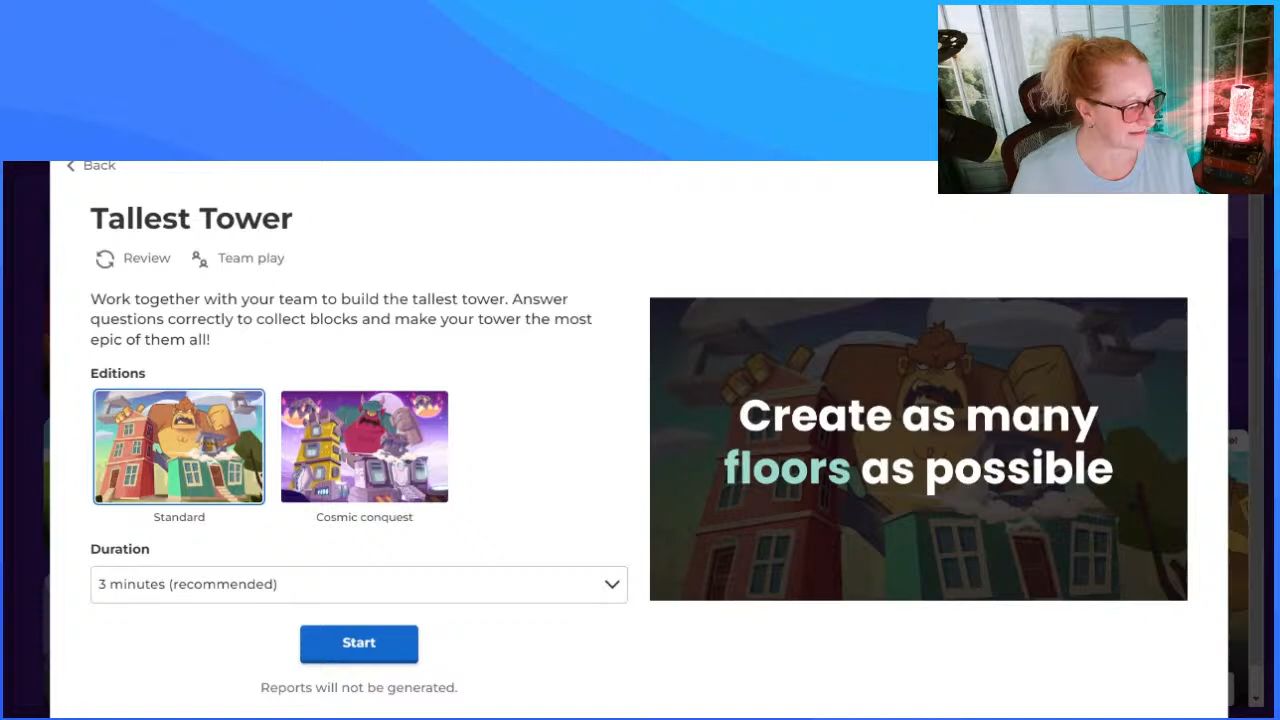 Back
Tallest Tower
Review
Team play
Work together with your team to build the tallest tower. Answer
questions correctly to collect blocks and make your tower the most
epic of them all!
Editions
Standard
Cosmic conquest
Duration
3 minutes (recommended)
Start
Reports will not be generated.
Create as many
floors as possible